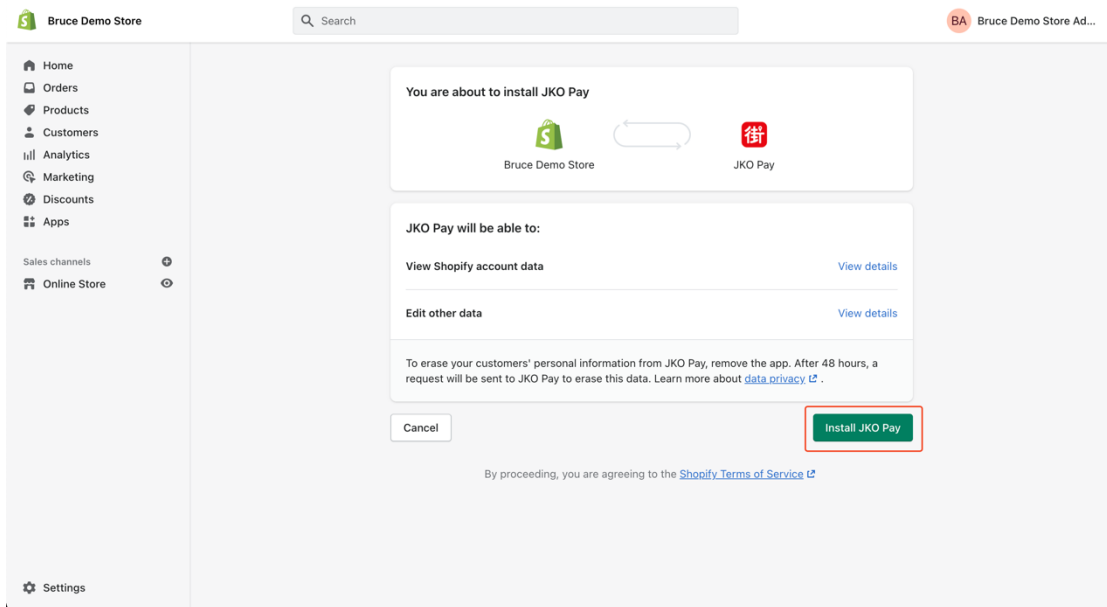 Bruce Demo Store
Search
BA Bruce Demo Store Ad...
Home
Orders
Products
Customers
Analytics
Marketing
Discounts
Apps
Sales channels
Online Store
Settings
You are about to install JKO Pay
街
Bruce Demo Store
JKO Pay
JKO Pay will be able to:
View Shopify account data View details
Edit other data View details
To erase your customers' personal information from JKO Pay, remove the app. After 48 hours, a
request will be sent to JKO Pay to erase this data. Learn more about data privacy .
Cancel
Install JKO Pay
By proceeding, you are agreeing to the Shopify Terms of Service